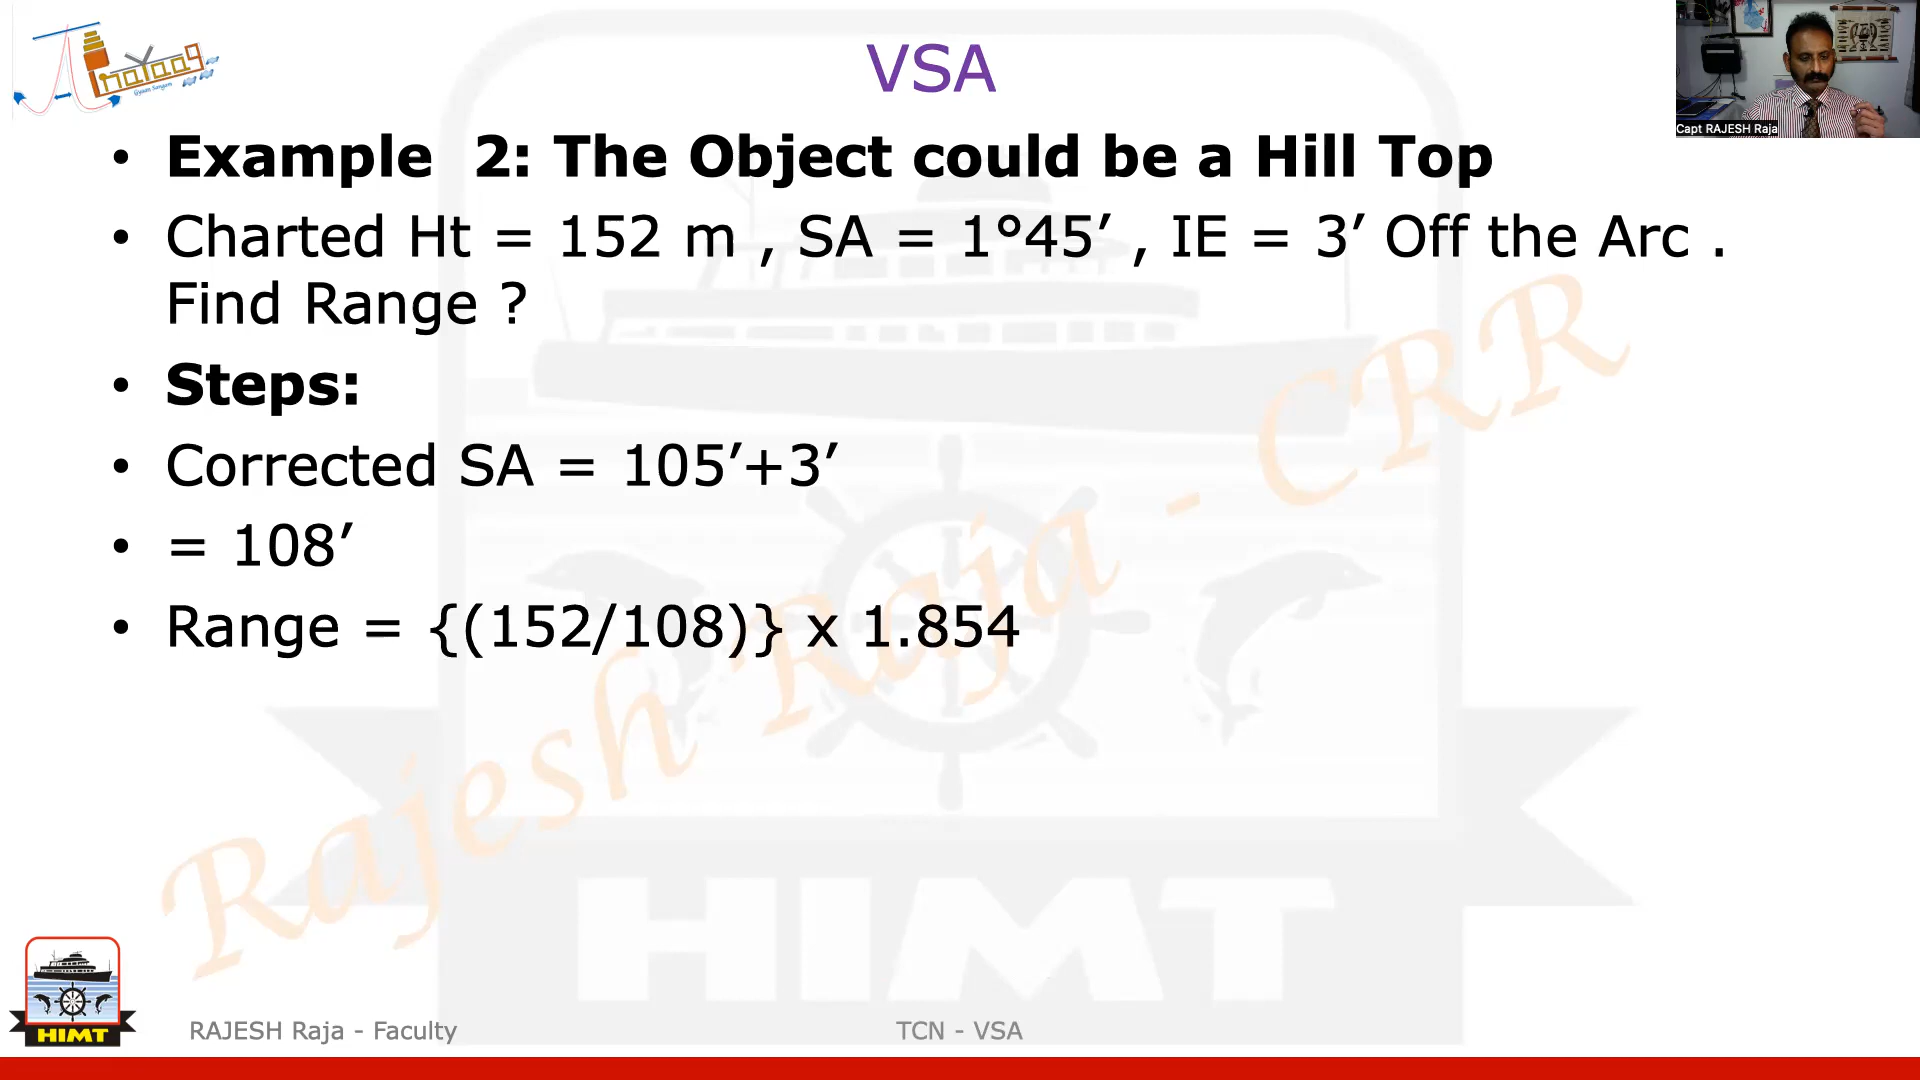 VSA
Capt RAJESH Raja
• Example 2: The Object could be a Hill Top
• Charted Ht = 152 m , SA = 1°45′ , IE = 3′ Off the Arc .
Find Range ?
• Steps:
• Corrected SA = 105′+3′
• = 108′
• Range = {(152/108)} x 1.854
Rajesh Raja - CRR
HIMT
HIMT
RAJESH Raja - Faculty
TCN - VSA